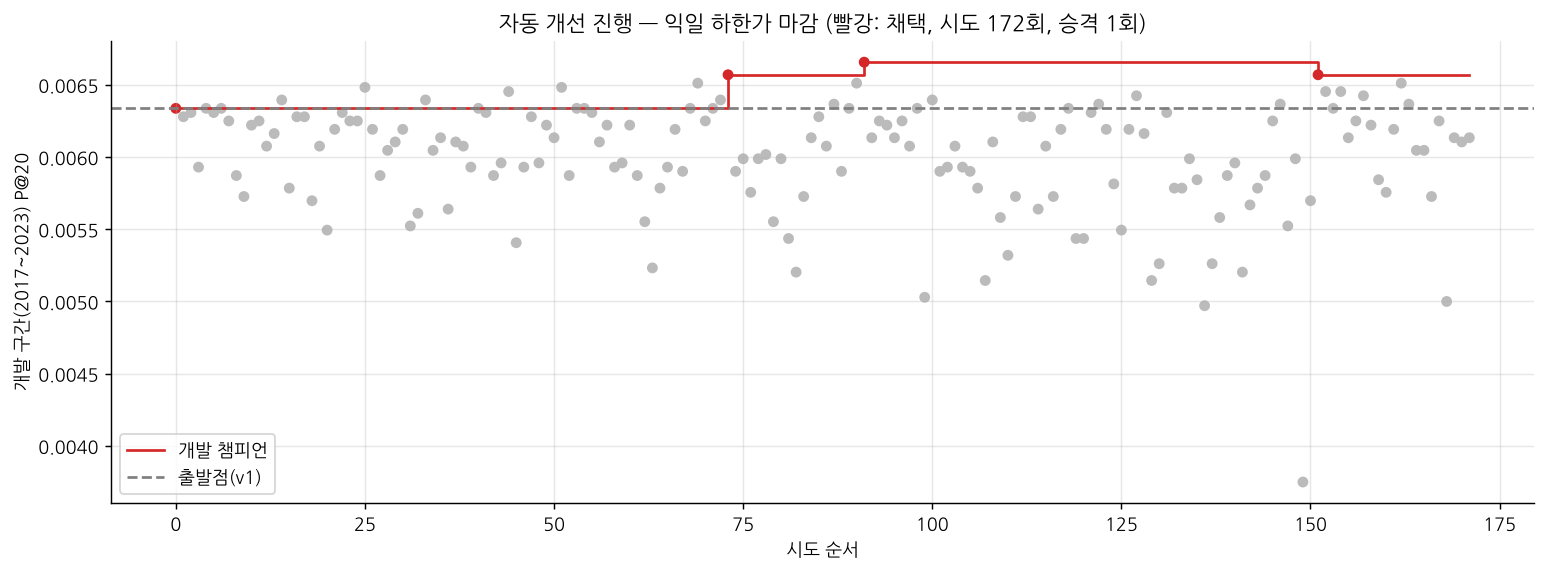 자동 개선 진행 — 익일 하한가 마감 (빨강: 채택, 시도 172회, 승격 1회)
개발 구간(2017~2023) P@20
0.0065
0.0060
0.0055
0.0050
0.0045
0.0040
개발 챔피언
출발점(v1)
0 25 50 75 100 125 150 175
시도 순서